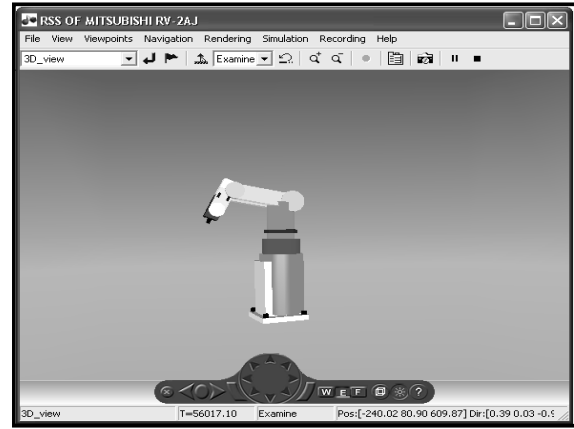 RSS OF MITSUBISHI RV-2AJ
File View Viewpoints Navigation Rendering Simulation Recording Help
3D_view Examine
W E F ?
3D_view T=56017.10 Examine Pos:[-240.02 80.90 609.87] Dir:[0.39 0.03 -0.9